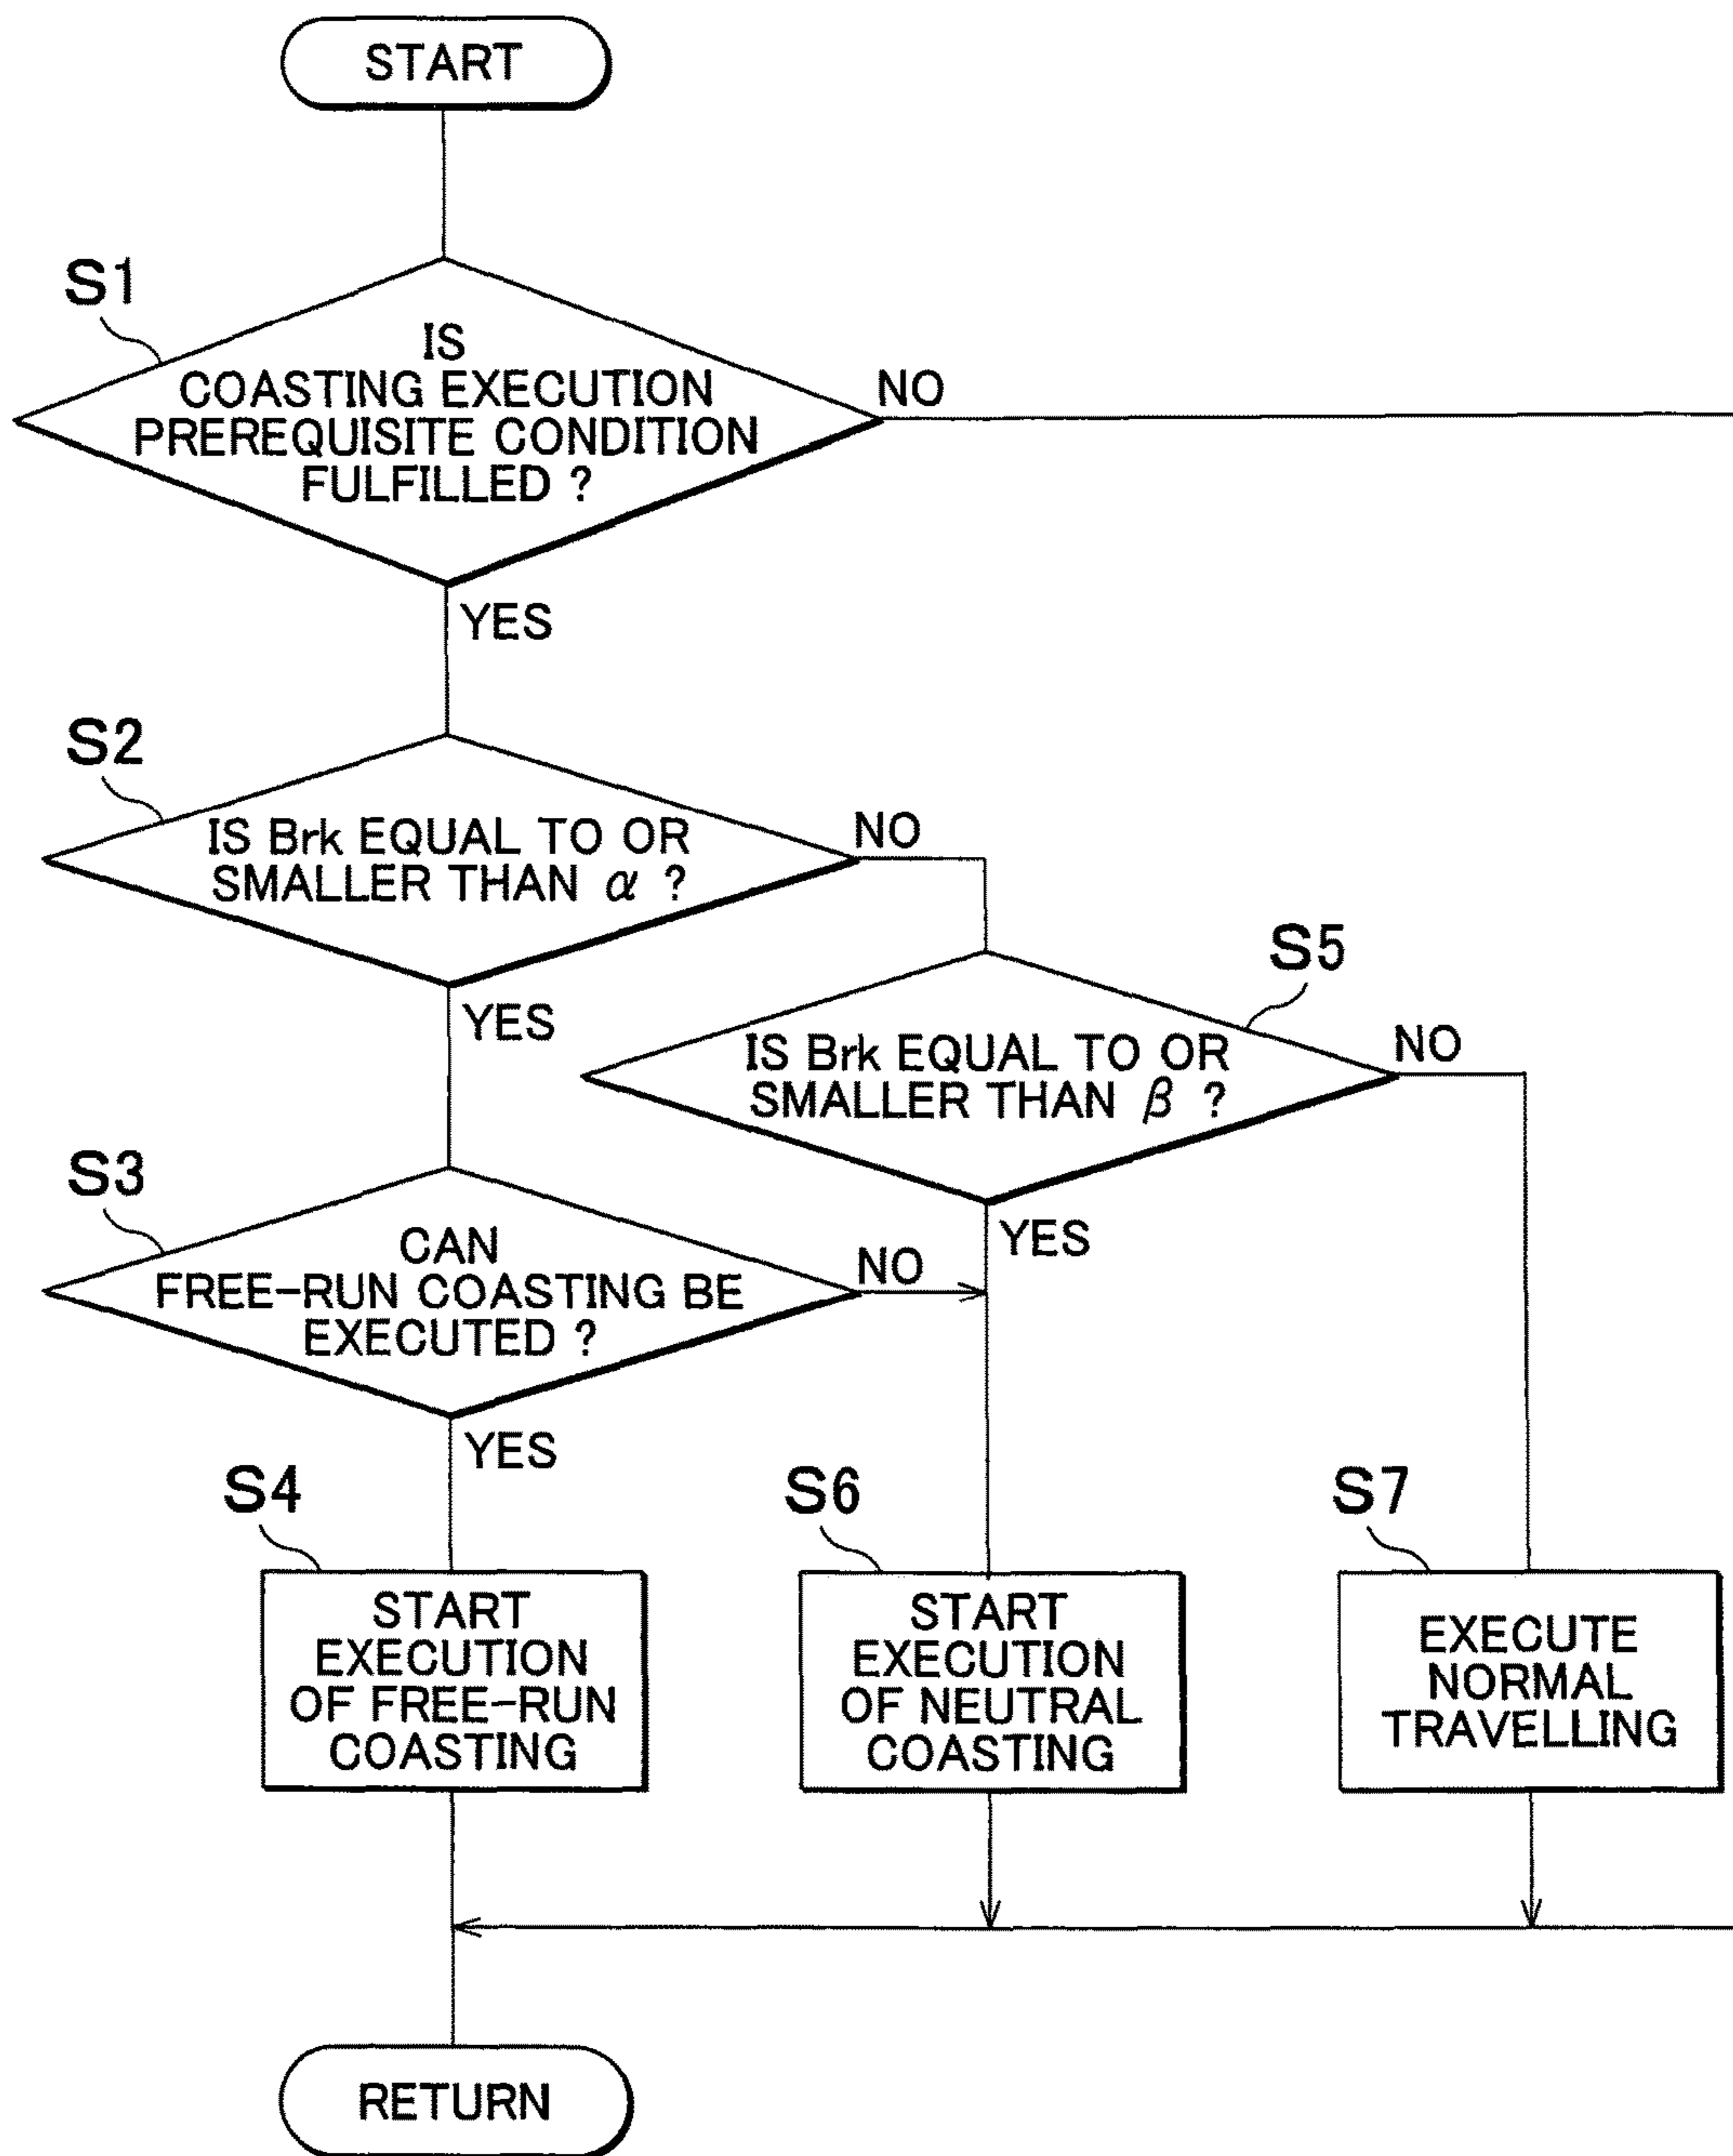 START
S1
IS
COASTING EXECUTION
PREREQUISITE CONDITION
FULFILLED ?
NO
YES
S2
IS Brk EQUAL TO OR
SMALLER THAN α ?
NO
YES
S5
IS Brk EQUAL TO OR
SMALLER THAN β ?
NO
YES
S3
CAN
FREE-RUN COASTING BE
EXECUTED ?
NO
YES
S4
START
EXECUTION
OF FREE-RUN
COASTING
S6
START
EXECUTION
OF NEUTRAL
COASTING
S7
EXECUTE
NORMAL
TRAVELLING
RETURN